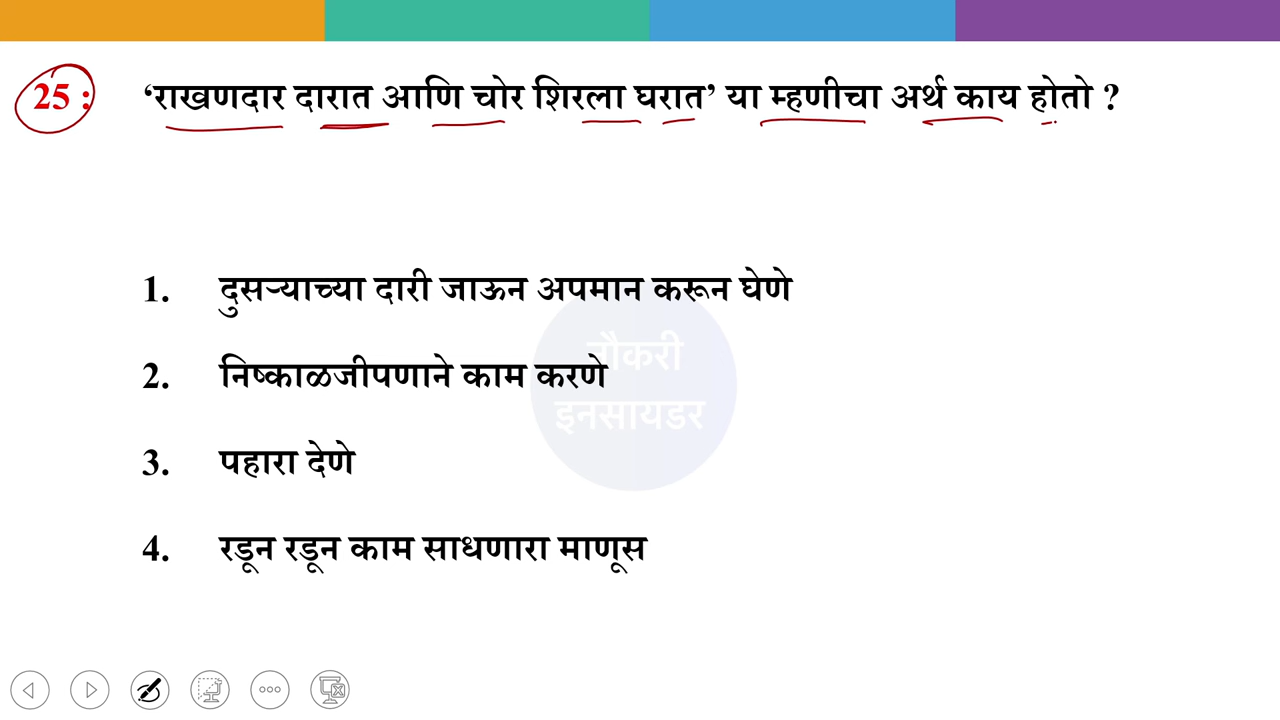 25 : ‘राखणदार दारात आणि चोर शिरला घरात’ या म्हणीचा अर्थ काय होतो ?
1. दुसऱ्याच्या दारी जाऊन अपमान करून घेणे
2. निष्काळजीपणाने काम करणे
नौकरी
इनसायडर
3. पहारा देणे
4. रडून रडून काम साधणारा माणूस